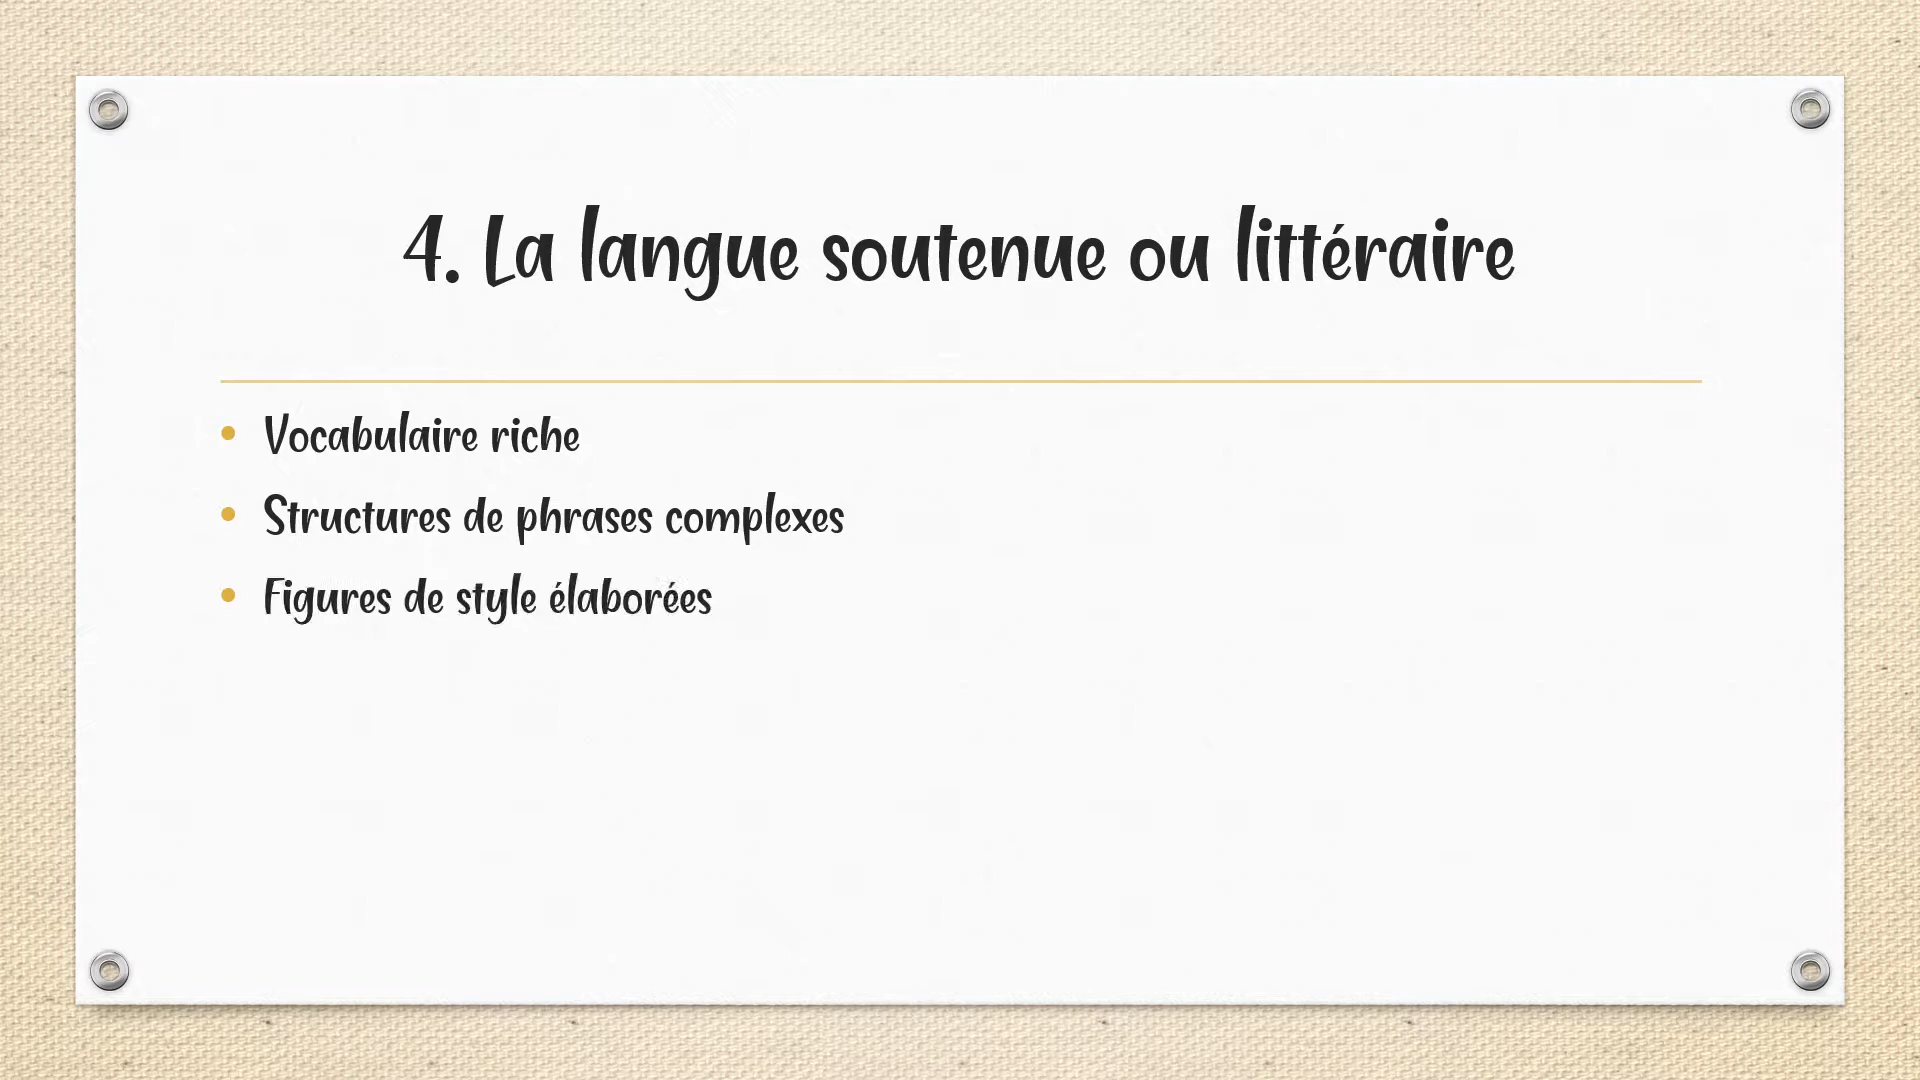 4. La langue soutenue ou littéraire
• Vocabulaire riche
• Structures de phrases complexes
• Figures de style élaborées